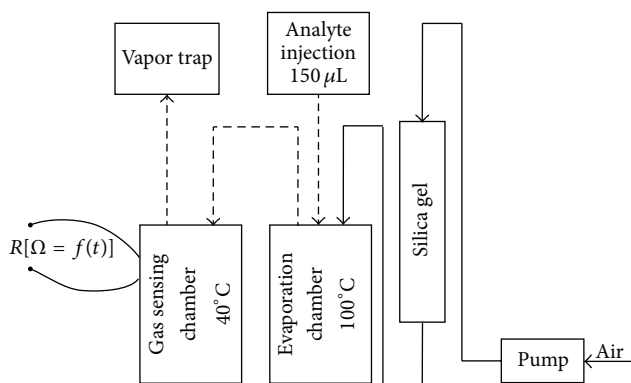 Vapor trap
Analyte
injection
150 μL
R[Ω = f(t)]
Gas sensing
chamber
40°C
Evaporation
chamber
100°C
Silica gel
Pump
Air